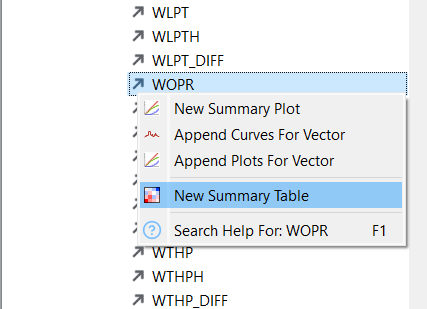 WLPT
WLPTH
WLPT_DIFF
WOPR
New Summary Plot
Append Curves For Vector
Append Plots For Vector
New Summary Table
Search Help For: WOPR F1
WTHP
WTHPH
WTHP_DIFF